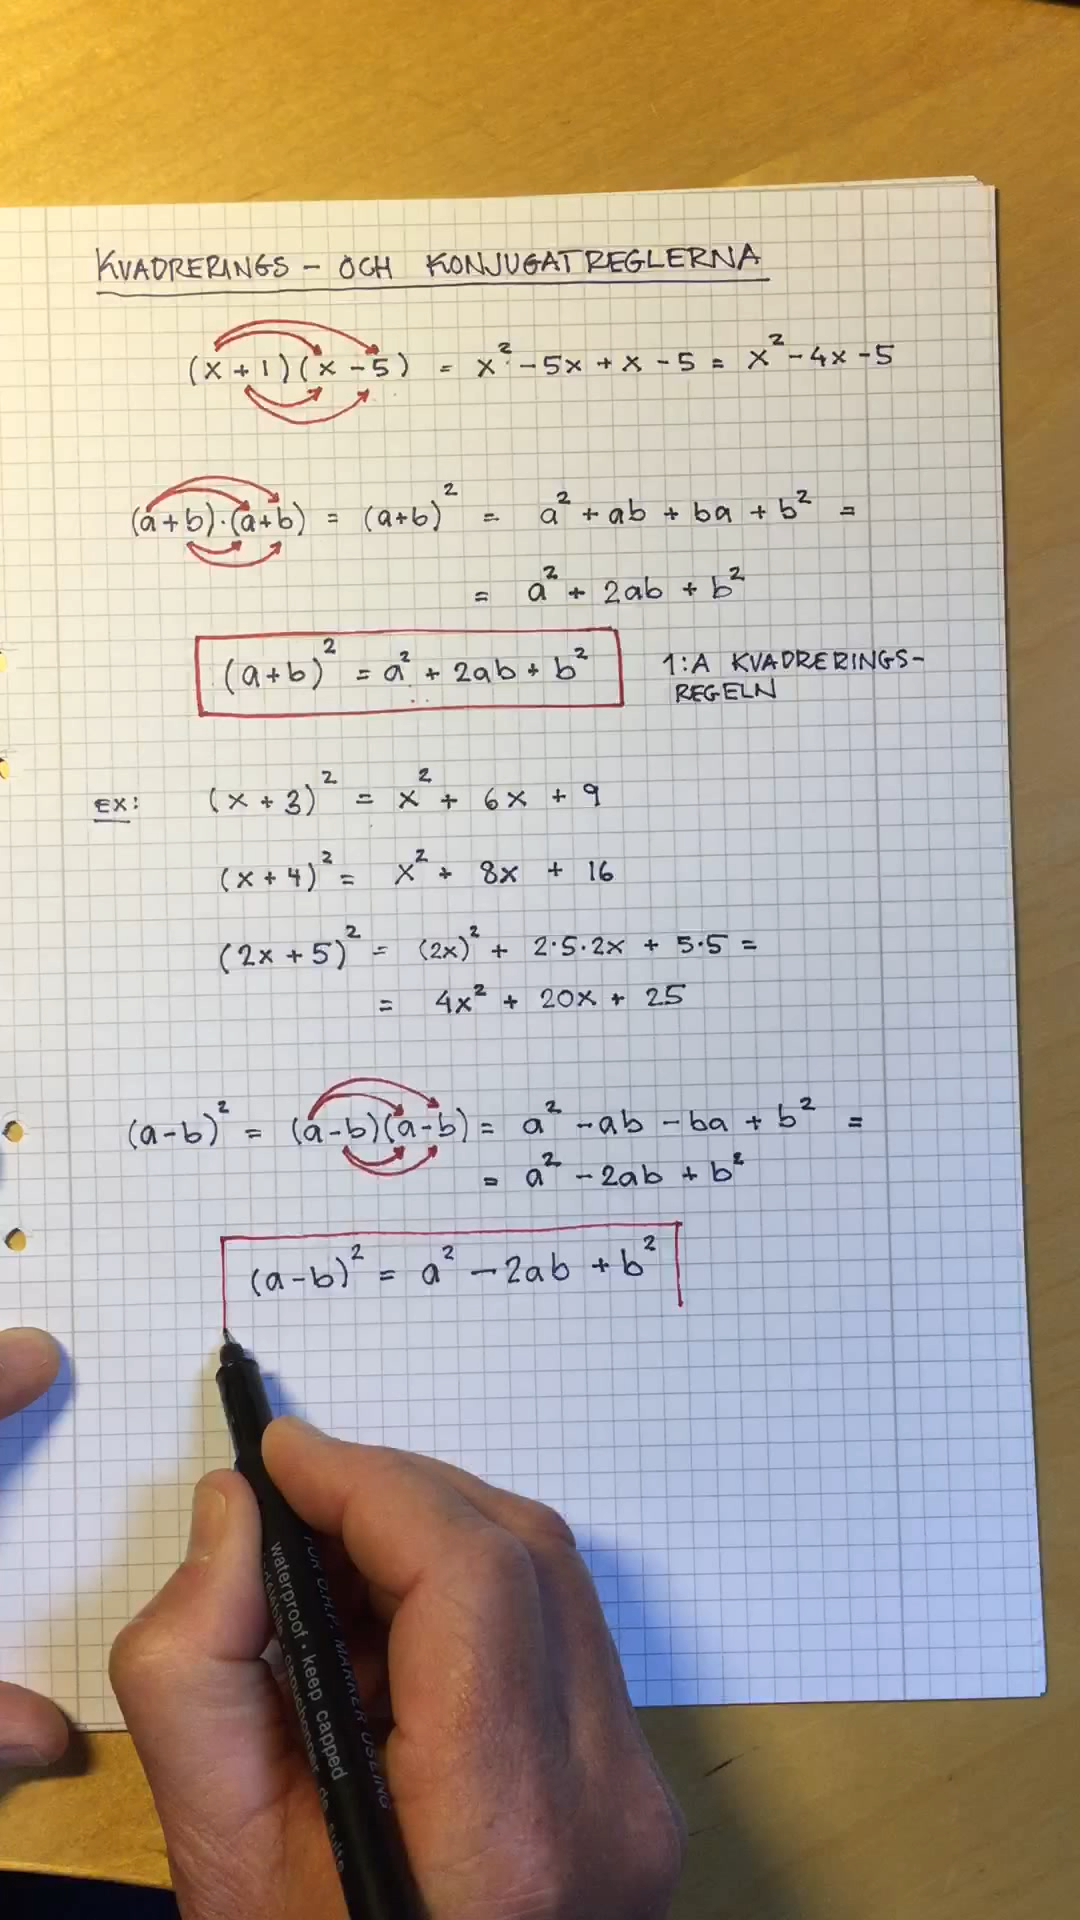 KVADRERINGS- OCH KONJUGATREGLERNA
(x+1)(x-5) = x² - 5x + x - 5 = x² - 4x - 5
(a+b)·(a+b) = (a+b)² = a² + ab + ba + b² =
= a² + 2ab + b²
(a+b)² = a² + 2ab + b² 1:A KVADRERINGS-
REGELN
EX: (x+3)² = x² + 6x + 9
(x+4)² = x² + 8x + 16
(2x+5)² = (2x)² + 2·5·2x + 5·5 =
= 4x² + 20x + 25
(a-b)² = (a-b)(a-b) = a² - ab - ba + b² =
= a² - 2ab + b²
(a-b)² = a² - 2ab + b²
waterproof · keep capped
FOR O.H.P. MARKER